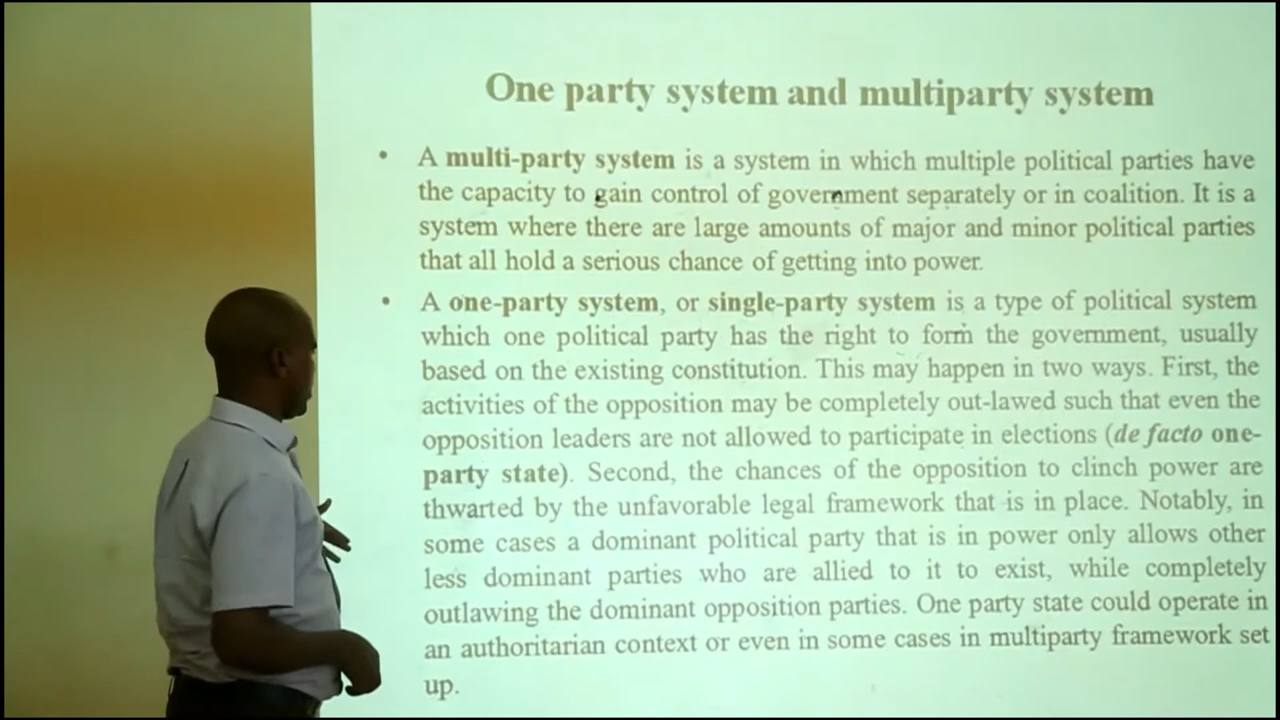 One party system and multiparty system
• A multi-party system is a system in which multiple political parties have
the capacity to gain control of government separately or in coalition. It is a
system where there are large amounts of major and minor political parties
that all hold a serious chance of getting into power.
• A one-party system, or single-party system is a type of political system
which one political party has the right to form the government, usually
based on the existing constitution. This may happen in two ways. First, the
activities of the opposition may be completely out-lawed such that even the
opposition leaders are not allowed to participate in elections (de facto one-
party state). Second, the chances of the opposition to clinch power are
thwarted by the unfavorable legal framework that is in place. Notably, in
some cases a dominant political party that is in power only allows other
less dominant parties who are allied to it to exist, while completely
outlawing the dominant opposition parties. One party state could operate in
an authoritarian context or even in some cases in multiparty framework set
up.